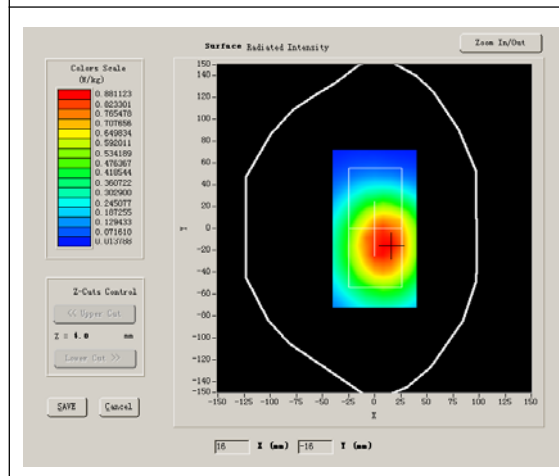 Surface Radiated Intensity
Zoom In/Out
Colors Scale
(W/kg)
0.881123
0.823301
0.765478
0.707656
0.649834
0.592011
0.534189
0.476367
0.418544
0.360722
0.302900
0.245077
0.187255
0.129433
0.071610
0.013788
Z-Cuts Control
<< Upper Cut
Z = 4.0 mm
Lower Cut >>
SAVE Cancel
150
140
120
100
80
60
40
20
Y
0
-20
-40
-60
-80
-100
-120
-140
-150
-150 -125 -100 -75 -50 -25 0 25 50 75 100 125 150
X
16 X (mm) -16 Y (mm)